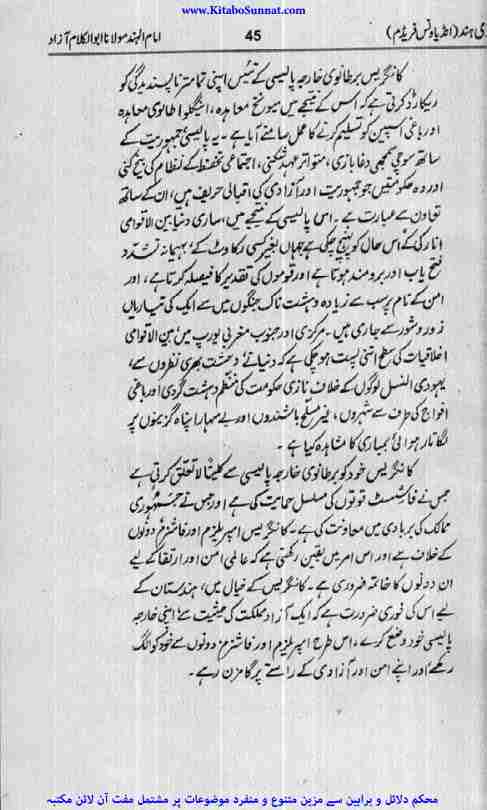 www.KitaboSunnat.com
ی ہند (انڈیا ونس فریڈم)
45
امام الہند مولانا ابوالکلام آزاد
کانگریس برطانوی خارجہ پالیسی کے تئیں اپنی تمام تر ناپسندیدگی کو
ریکارڈ کرتی ہے کہ اس کے نتیجے میں میونخ معاہدہ، اینگلو اطالوی معاہدہ
اور باغی اسپین کو تسلیم کرنے کا عمل سامنے آیا ہے۔ یہ پالیسی جمہوریت کے
ساتھ سوچی سمجھی دغا بازی، متواتر عہد شکنی، اجتماعی تحفظ کے نظام کی بیخ کنی
اور وہ حکومتیں جو جمہوریت اور آزادی کی اقبالی حریف ہیں، ان کے ساتھ
تعاون سے عبارت ہے۔ اس پالیسی کے نتیجے میں، ساری دنیا بین الاقوامی
انارکی کے اس حال کو پہنچ چکی ہے جہاں بغیر کسی رکاوٹ کے بہیمانہ تشدد
فتح یاب اور برومند ہوتا ہے اور قوموں کی تقدیر کا فیصلہ کرتا ہے، اور
امن کے نام پر سب سے زیادہ دہشت ناک جنگوں میں سے ایک کی تیاریاں
زور و شور سے جاری ہیں۔ مرکزی اور جنوب مغربی یورپ میں بین الاقوامی
اخلاقیات کی سطح اتنی پست ہو چکی ہے کہ دنیا نے دہشت بھری نظروں سے،
یہودی النسل لوگوں کے خلاف نازی حکومت کی منظم دہشت گردی اور باغی
افواج کی طرف سے شہروں، غیر مسلح باشندوں اور بے سہارا پناہ گزینوں پر
لگاتار ہوائی بمباری کا مشاہدہ کیا ہے۔
کانگریس خود کو برطانوی خارجہ پالیسی سے کلیتاً لاتعلق کرتی ہے
جس نے فاشسٹ قوتوں کی مسلسل حمایت کی ہے اور جس نے جمہوری
ممالک کی بربادی میں معاونت کی ہے۔ کانگریس امپیریلزم اور فاشزم دونوں
کے خلاف ہے اور اس امر میں یقین رکھتی ہے کہ عالمی امن اور ارتقا کے لیے
ان دونوں کا خاتمہ ضروری ہے۔ کانگریس کے خیال میں، ہندستان کے
لیے اس کی فوری ضرورت ہے کہ ایک آزاد مملکت کی حیثیت سے اپنی خارجہ
پالیسی خود وضع کرے، اس طرح امپیریلزم اور فاشزم دونوں سے خود کو الگ
رکھے اور اپنے امن اور آزادی کے راستے پر گامزن رہے۔
محکم دلائل و براہین سے مزین متنوع و منفرد موضوعات پر مشتمل مفت آن لائن مکتبہ